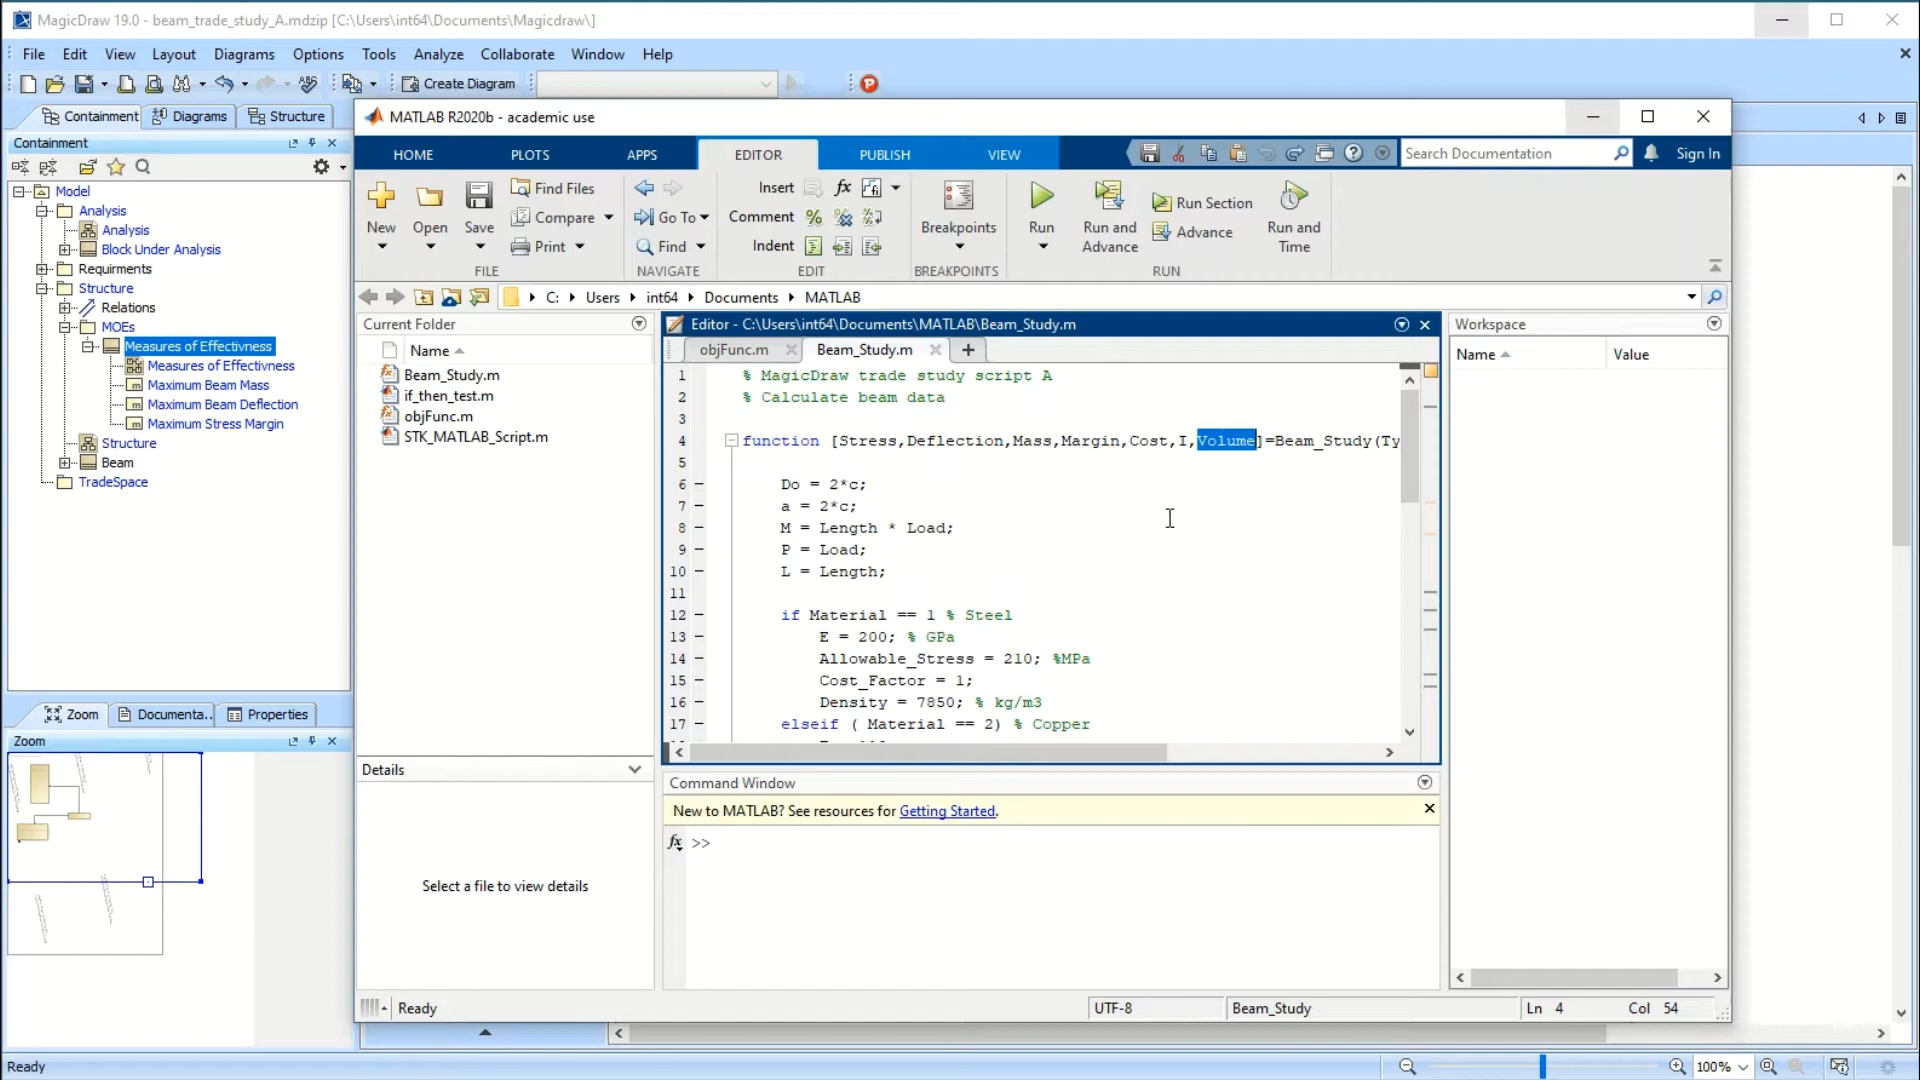 MagicDraw 19.0 - beam_trade_study_A.mdzip [C:\Users\int64\Documents\Magicdraw\]
File Edit View Layout Diagrams Options Tools Analyze Collaborate Window Help
Create Diagram
Containment Diagrams Structure
Containment
Model
Analysis
Analysis
Block Under Analysis
Requirments
Structure
Relations
MOEs
Measures of Effectivness
Measures of Effectivness
Maximum Beam Mass
Maximum Beam Deflection
Maximum Stress Margin
Structure
Beam
TradeSpace
Zoom Documenta.. Properties
Zoom
MATLAB R2020b - academic use
HOME PLOTS APPS EDITOR PUBLISH VIEW
Search Documentation
Sign In
New Open Save
Find Files
Compare
Print
FILE
Go To
Find
NAVIGATE
Insert
Comment
Indent
EDIT
Breakpoints
BREAKPOINTS
Run
Run and Advance
Run Section
Advance
Run and Time
RUN
C: Users int64 Documents MATLAB
Current Folder
Name
Beam_Study.m
if_then_test.m
objFunc.m
STK_MATLAB_Script.m
Details
Select a file to view details
Editor - C:\Users\int64\Documents\MATLAB\Beam_Study.m
objFunc.m Beam_Study.m
1 % MagicDraw trade study script A
2 % Calculate beam data
3
4 function [Stress,Deflection,Mass,Margin,Cost,I,Volume]=Beam_Study(Ty
5
6 Do = 2*c;
7 a = 2*c;
8 M = Length * Load;
9 P = Load;
10 L = Length;
11
12 if Material == 1 % Steel
13 E = 200; % GPa
14 Allowable_Stress = 210; %MPa
15 Cost_Factor = 1;
16 Density = 7850; % kg/m3
17 elseif ( Material == 2) % Copper
Command Window
New to MATLAB? See resources for Getting Started.
fx >>
Workspace
Name Value
Ready
UTF-8 Beam_Study Ln 4 Col 54
Ready
100%